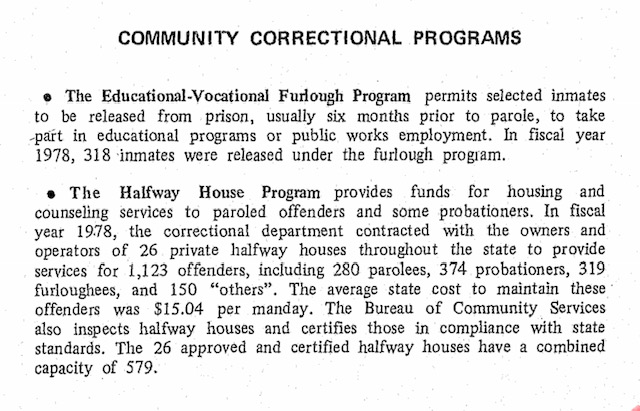 COMMUNITY CORRECTIONAL PROGRAMS
• The Educational-Vocational Furlough Program permits selected inmates
to be released from prison, usually six months prior to parole, to take
part in educational programs or public works employment. In fiscal year
1978, 318 inmates were released under the furlough program.
• The Halfway House Program provides funds for housing and
counseling services to paroled offenders and some probationers. In fiscal
year 1978, the correctional department contracted with the owners and
operators of 26 private halfway houses throughout the state to provide
services for 1,123 offenders, including 280 parolees, 374 probationers, 319
furloughees, and 150 “others”. The average state cost to maintain these
offenders was $15.04 per manday. The Bureau of Community Services
also inspects halfway houses and certifies those in compliance with state
standards. The 26 approved and certified halfway houses have a combined
capacity of 579.